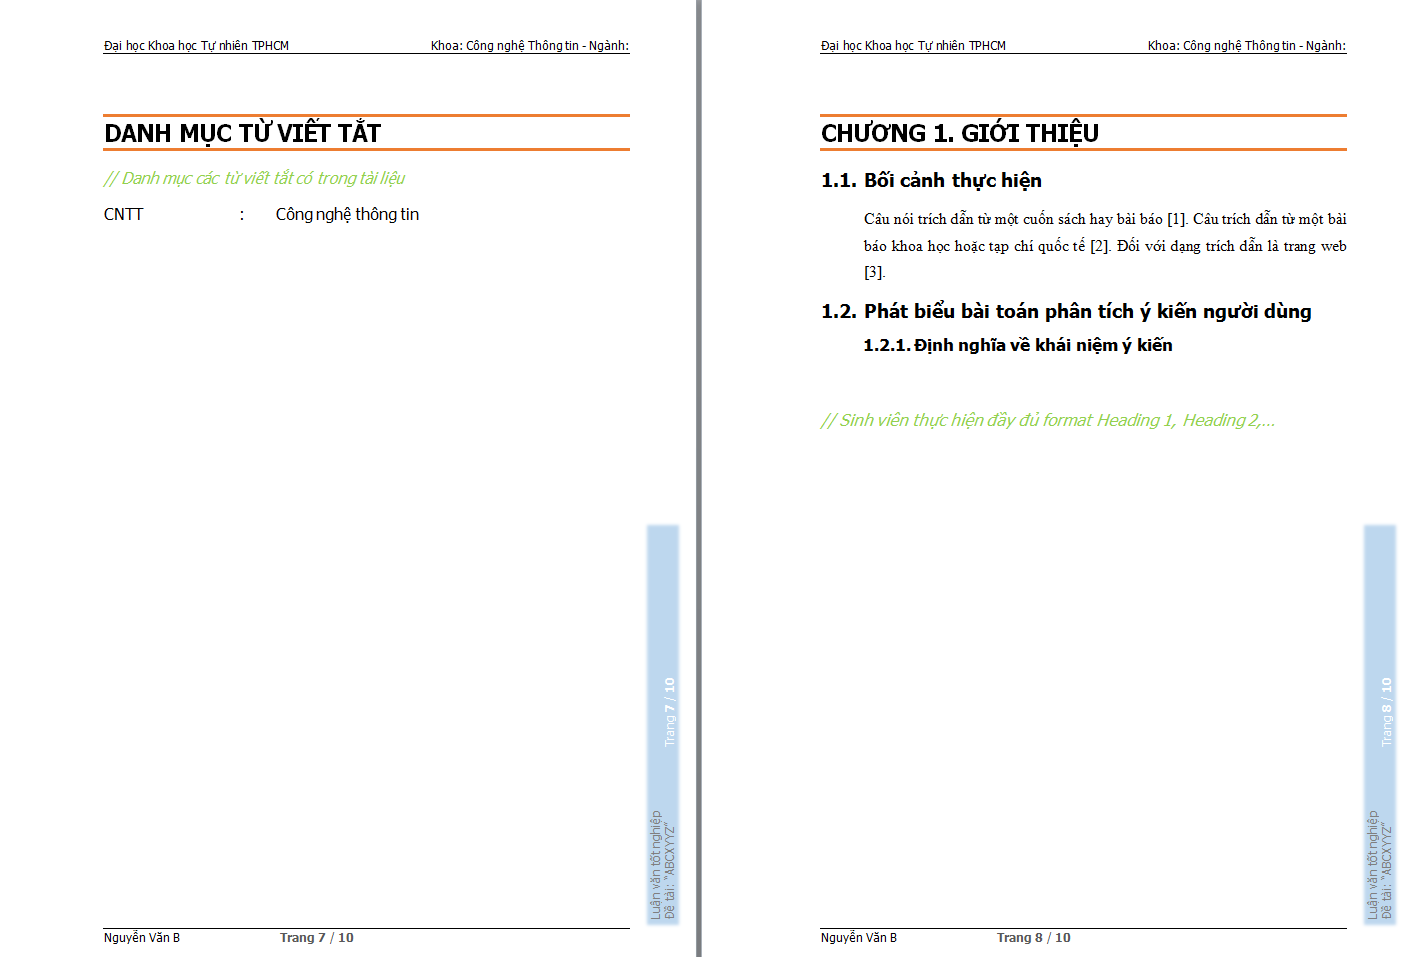 Đại học Khoa học Tự nhiên TPHCM Khoa: Công nghệ Thông tin - Ngành:
DANH MỤC TỪ VIẾT TẮT
// Danh mục các từ viết tắt có trong tài liệu
CNTT : Công nghệ thông tin
Trang 7 / 10
Luận văn tốt nghiệp
Đề tài: “ABCXYYZ”
Nguyễn Văn B Trang 7 / 10
Đại học Khoa học Tự nhiên TPHCM Khoa: Công nghệ Thông tin - Ngành:
CHƯƠNG 1. GIỚI THIỆU
1.1. Bối cảnh thực hiện
Câu nói trích dẫn từ một cuốn sách hay bài báo [1]. Câu trích dẫn từ một bài
báo khoa học hoặc tạp chí quốc tế [2]. Đối với dạng trích dẫn là trang web
[3].
1.2. Phát biểu bài toán phân tích ý kiến người dùng
1.2.1. Định nghĩa về khái niệm ý kiến
// Sinh viên thực hiện đầy đủ format Heading 1, Heading 2,...
Trang 8 / 10
Luận văn tốt nghiệp
Đề tài: “ABCXYYZ”
Nguyễn Văn B Trang 8 / 10